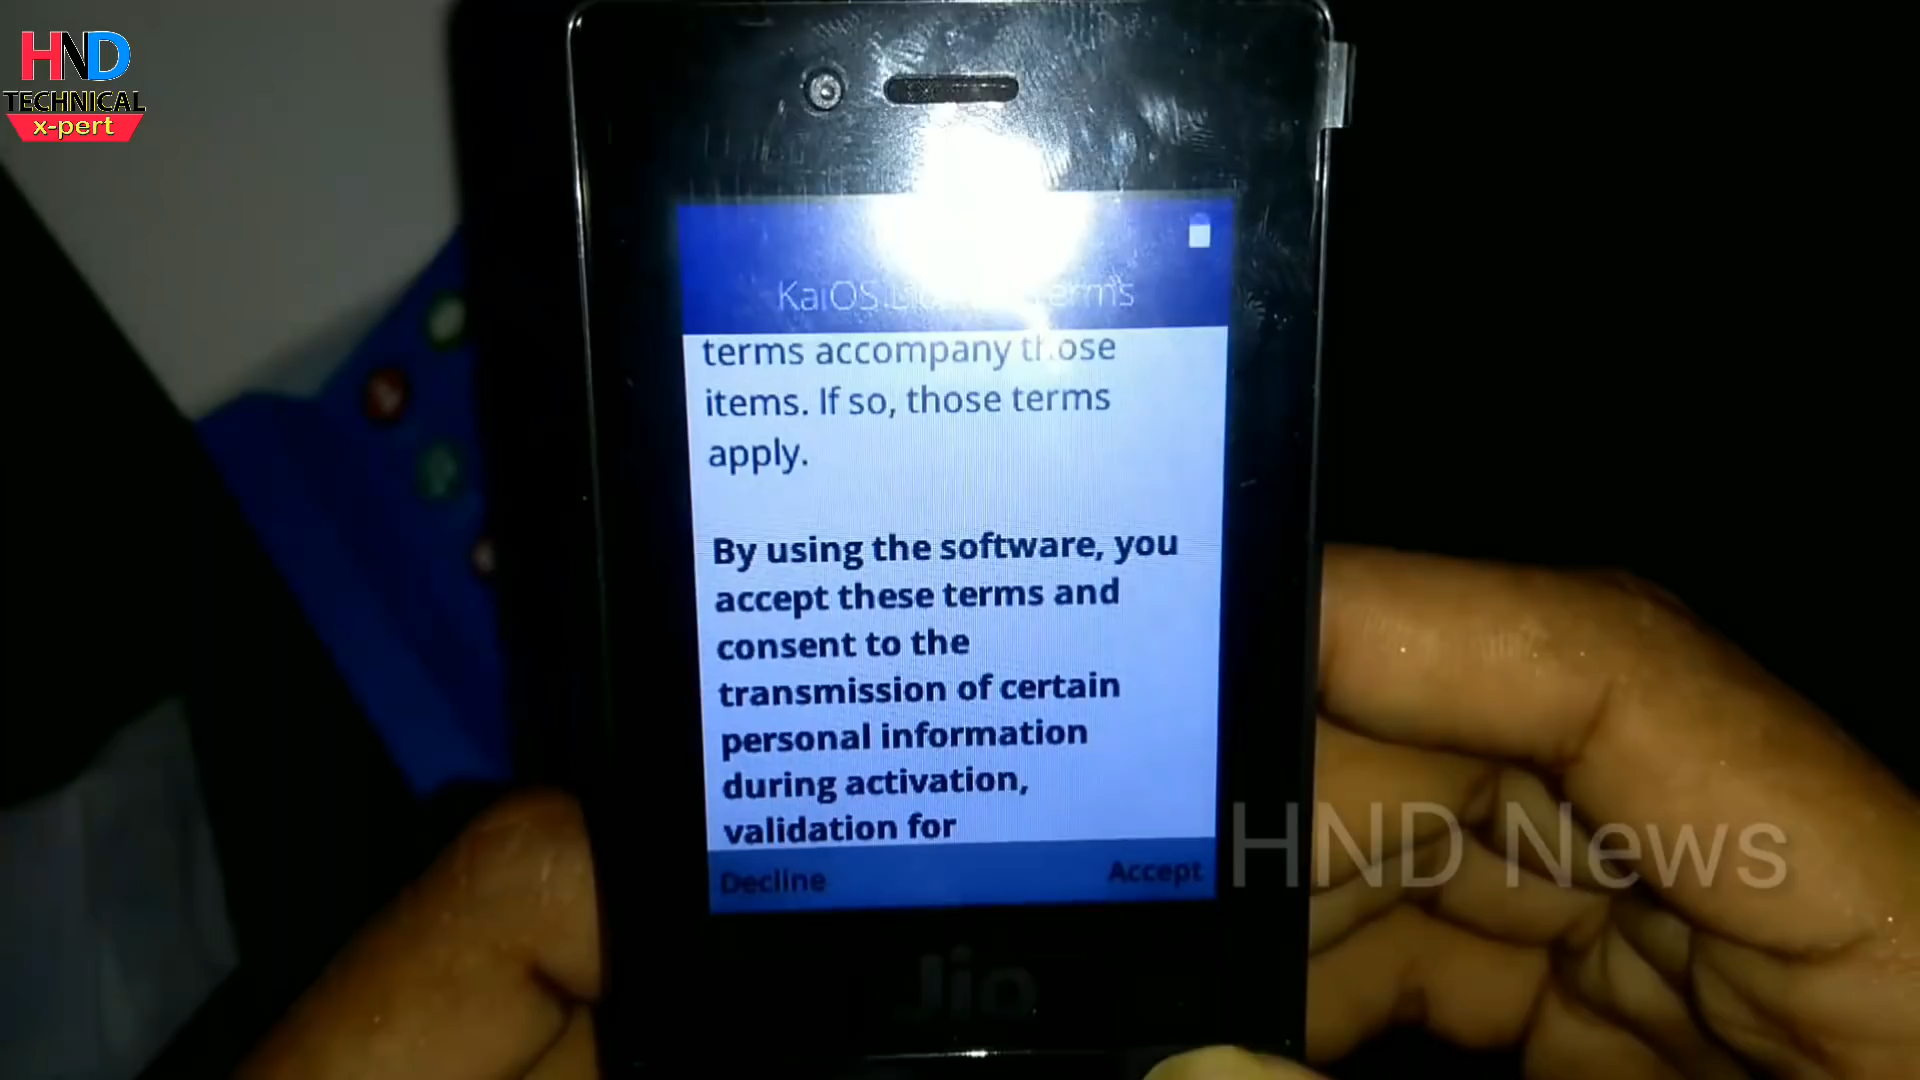 HND
TECHNICAL
x-pert
KaiOS terms
terms accompany those
items. If so, those terms
apply.
By using the software, you
accept these terms and
consent to the
transmission of certain
personal information
during activation,
validation for
Decline
Accept
HND News
Jio